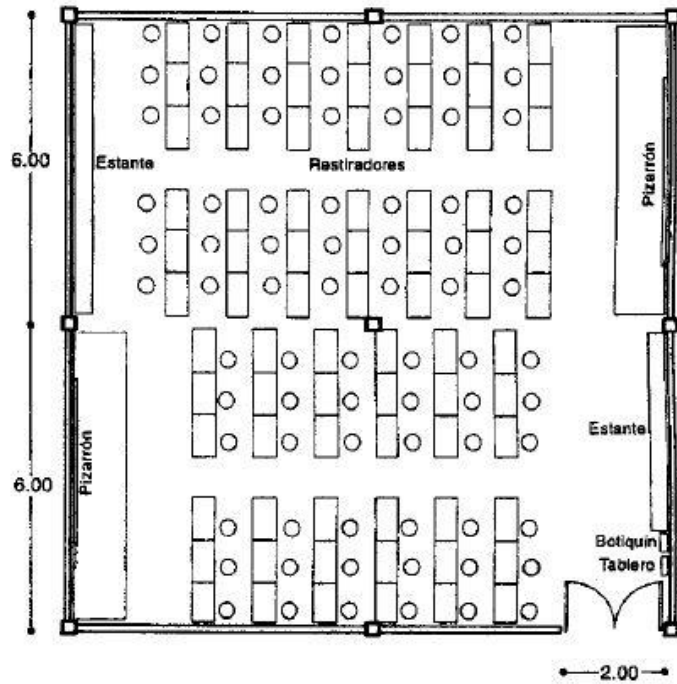 6.00
Estante
Restiradores
Pizarrón
6.00
Pizarrón
Estante
Botiquín
Tablero
2.00